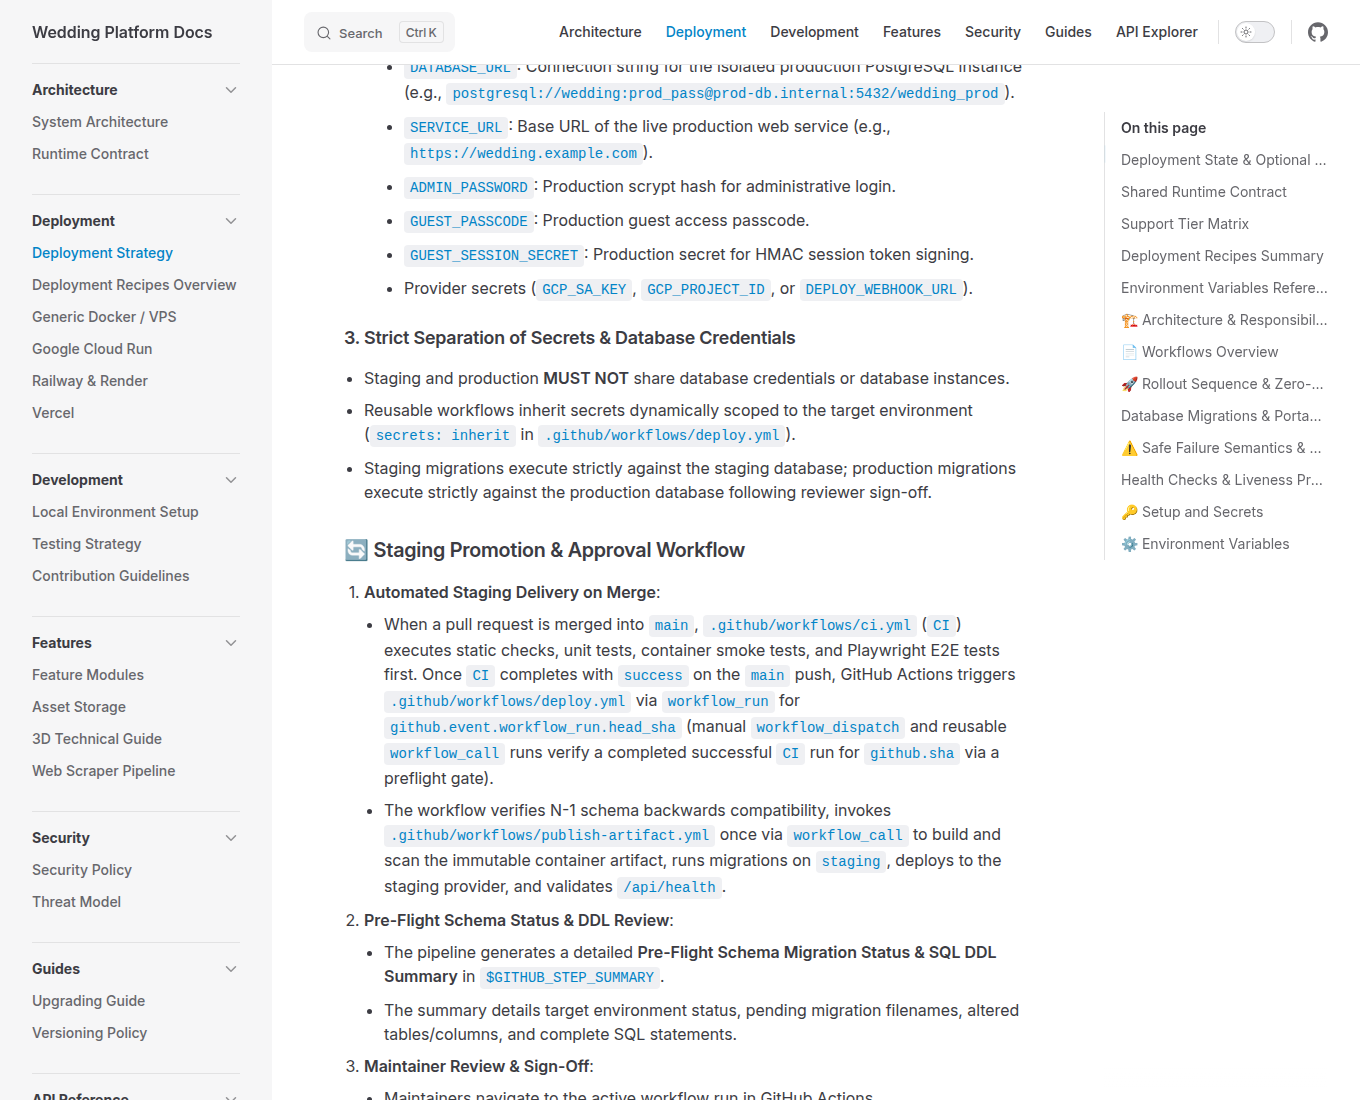 Wedding Platform Docs
Search Ctrl K
Architecture Deployment Development Features Security Guides API Explorer
Architecture
System Architecture
Runtime Contract
Deployment
Deployment Strategy
Deployment Recipes Overview
Generic Docker / VPS
Google Cloud Run
Railway & Render
Vercel
Development
Local Environment Setup
Testing Strategy
Contribution Guidelines
Features
Feature Modules
Asset Storage
3D Technical Guide
Web Scraper Pipeline
Security
Security Policy
Threat Model
Guides
Upgrading Guide
Versioning Policy
API Reference
DATABASE_URL: Connection string for the isolated production PostgreSQL instance
(e.g., postgresql://wedding:prod_pass@prod-db.internal:5432/wedding_prod).
SERVICE_URL: Base URL of the live production web service (e.g.,
https://wedding.example.com).
ADMIN_PASSWORD: Production scrypt hash for administrative login.
GUEST_PASSCODE: Production guest access passcode.
GUEST_SESSION_SECRET: Production secret for HMAC session token signing.
Provider secrets (GCP_SA_KEY, GCP_PROJECT_ID, or DEPLOY_WEBHOOK_URL).
3. Strict Separation of Secrets & Database Credentials
Staging and production MUST NOT share database credentials or database instances.
Reusable workflows inherit secrets dynamically scoped to the target environment
(secrets: inherit in .github/workflows/deploy.yml).
Staging migrations execute strictly against the staging database; production migrations
execute strictly against the production database following reviewer sign-off.
🔄 Staging Promotion & Approval Workflow
1. Automated Staging Delivery on Merge:
When a pull request is merged into main, .github/workflows/ci.yml (CI)
executes static checks, unit tests, container smoke tests, and Playwright E2E tests
first. Once CI completes with success on the main push, GitHub Actions triggers
.github/workflows/deploy.yml via workflow_run for
github.event.workflow_run.head_sha (manual workflow_dispatch and reusable
workflow_call runs verify a completed successful CI run for github.sha via a
preflight gate).
The workflow verifies N-1 schema backwards compatibility, invokes
.github/workflows/publish-artifact.yml once via workflow_call to build and
scan the immutable container artifact, runs migrations on staging, deploys to the
staging provider, and validates /api/health.
2. Pre-Flight Schema Status & DDL Review:
The pipeline generates a detailed Pre-Flight Schema Migration Status & SQL DDL
Summary in $GITHUB_STEP_SUMMARY.
The summary details target environment status, pending migration filenames, altered
tables/columns, and complete SQL statements.
3. Maintainer Review & Sign-Off:
Maintainers navigate to the active workflow run in GitHub Actions.
On this page
Deployment State & Optional ...
Shared Runtime Contract
Support Tier Matrix
Deployment Recipes Summary
Environment Variables Refere...
🏗️ Architecture & Responsibil...
📄 Workflows Overview
🚀 Rollout Sequence & Zero-...
Database Migrations & Porta...
⚠️ Safe Failure Semantics & ...
Health Checks & Liveness Pr...
🔑 Setup and Secrets
⚙️ Environment Variables